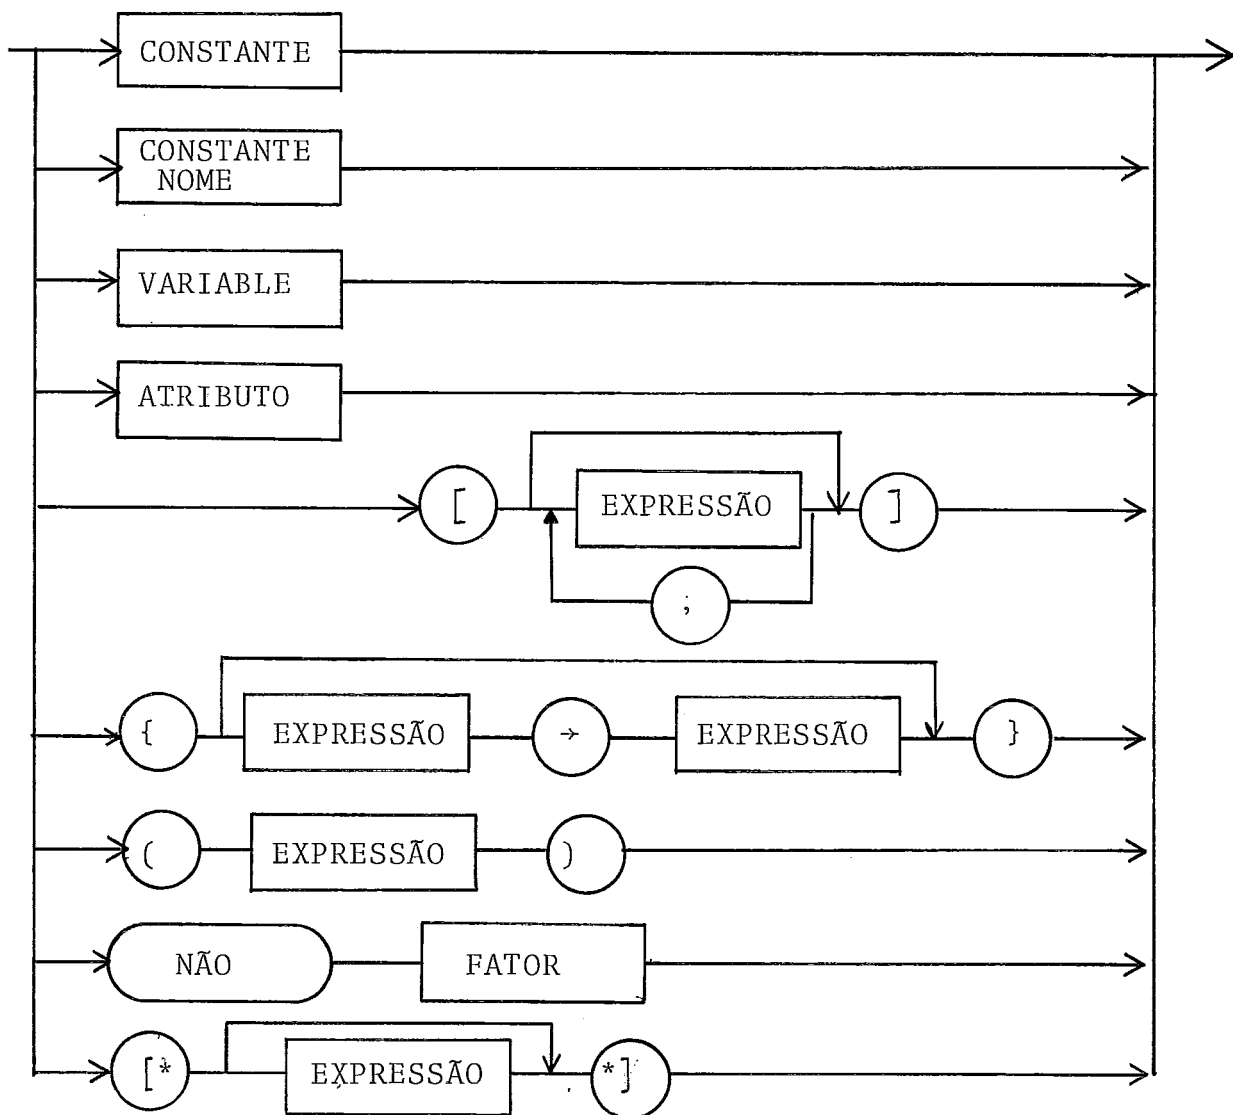 CONSTANTE
CONSTANTE
NOME
VARIABLE
ATRIBUTO
[ EXPRESSÃO ]
;
{ EXPRESSÃO → EXPRESSÃO }
( EXPRESSÃO )
NÃO FATOR
[* EXPRESSÃO *]